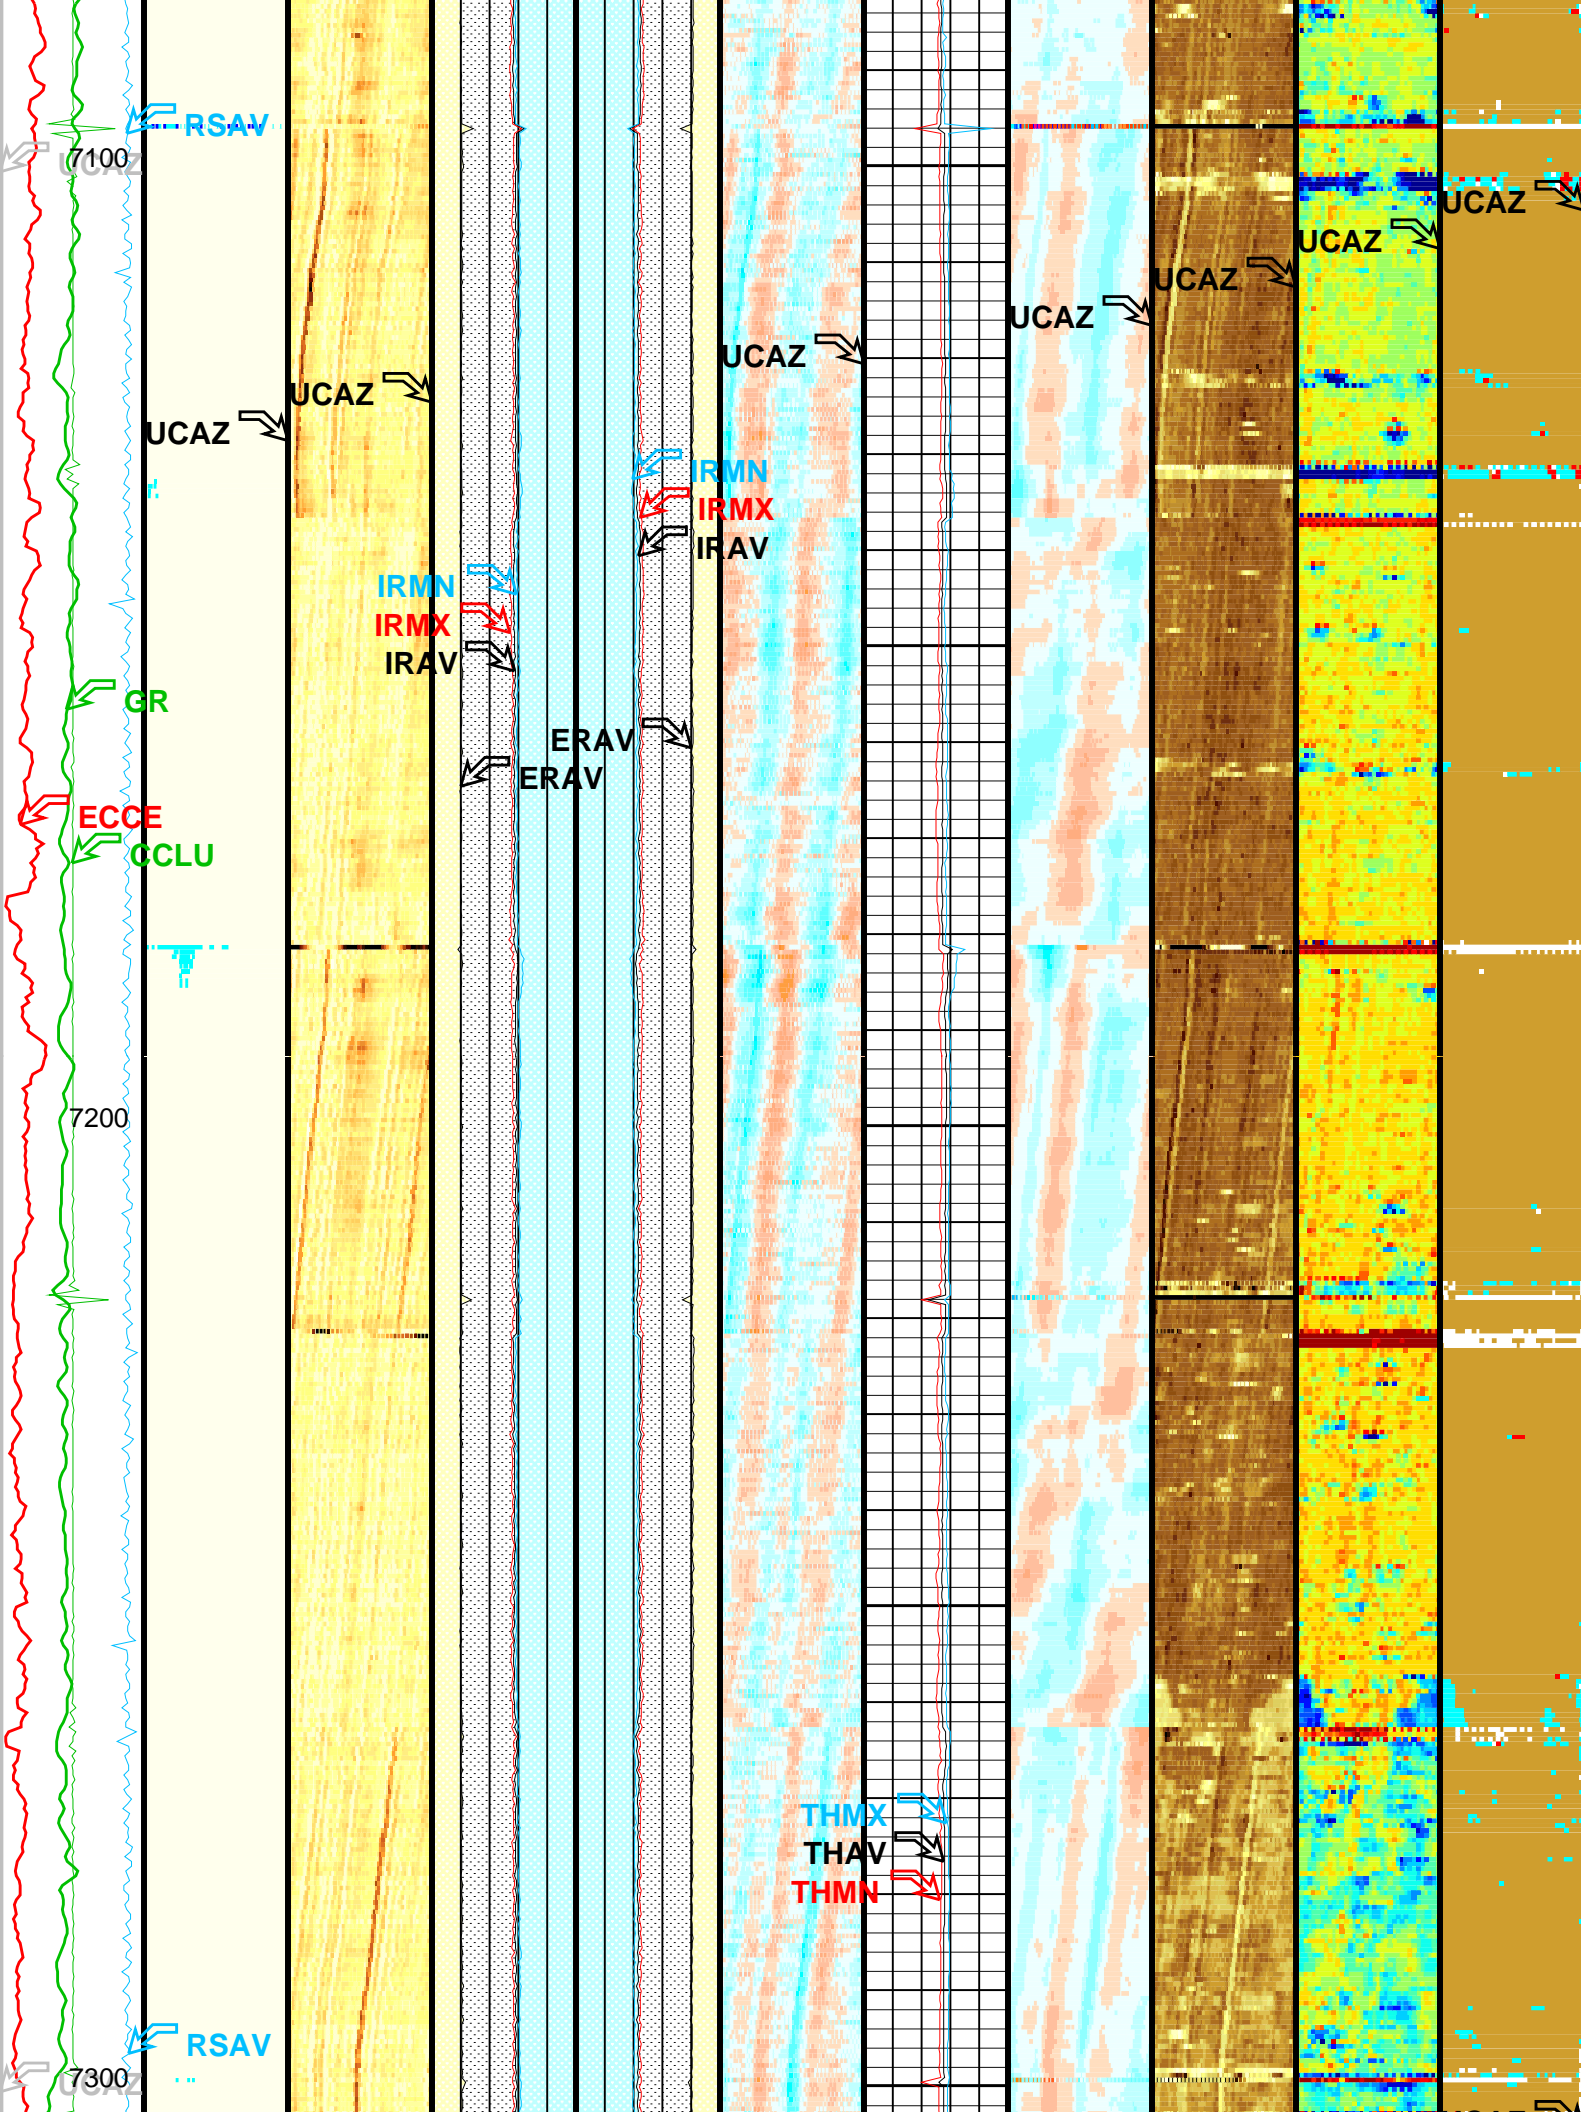 RSAV
7100
UCAZ
UCAZ
UCAZ
UCAZ
UCAZ
UCAZ
UCAZ
UCAZ
IRMN
IRMX
IRAV
IRMN
IRMX
IRAV
GR
ERAV
ERAV
ECCE
CCLU
7200
THMX
THAV
THMN
RSAV
7300
UCAZ